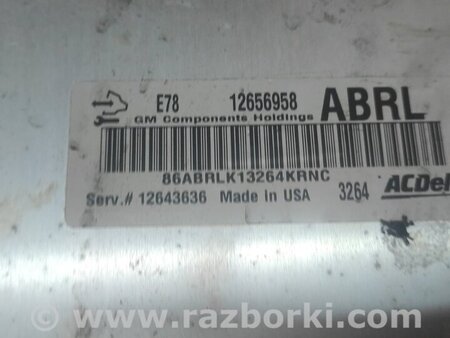 E78 12656958 ABRL
GM Components Holdings
86ABRLK13264KRNC
Serv.# 12643636 Made In USA 3264 ACDel
www.razborki.com